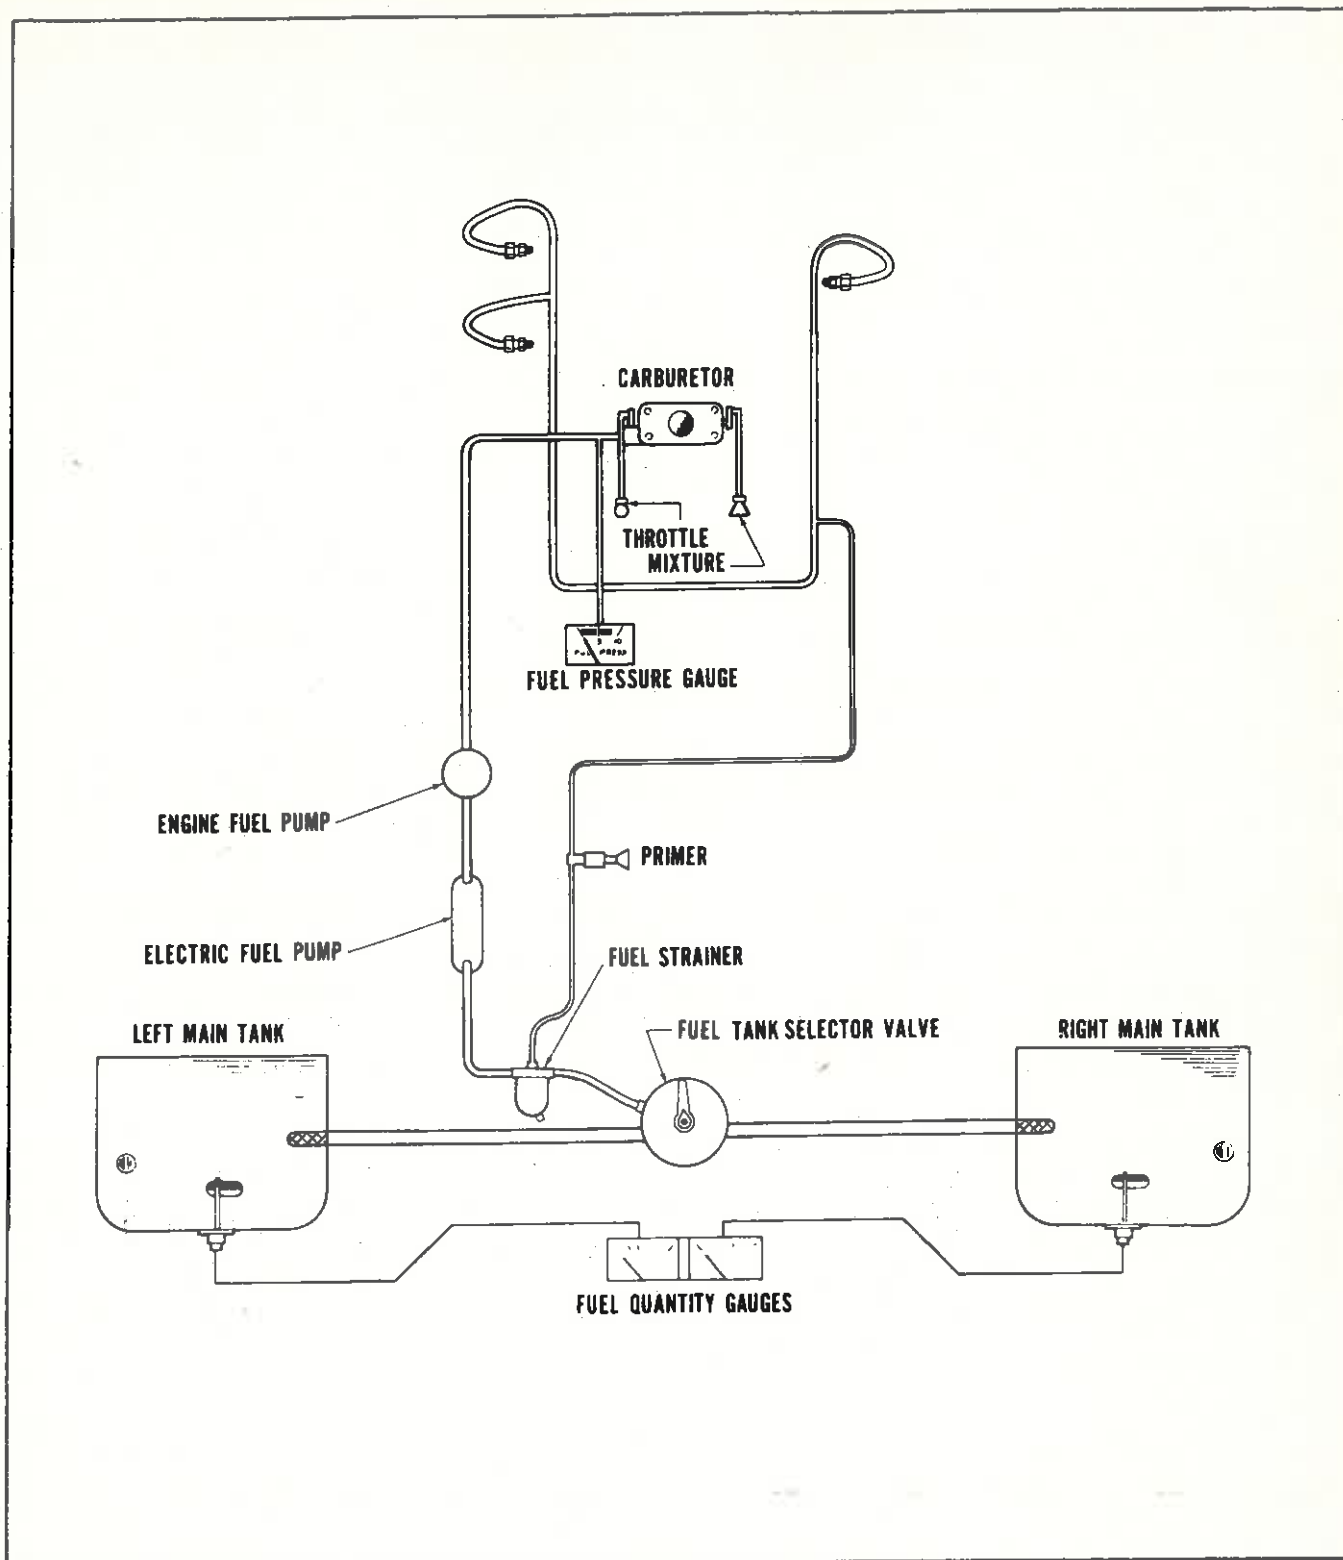 CARBURETOR
THROTTLE
MIXTURE
FUEL PRESSURE GAUGE
ENGINE FUEL PUMP
PRIMER
ELECTRIC FUEL PUMP
FUEL STRAINER
LEFT MAIN TANK
FUEL TANK SELECTOR VALVE
RIGHT MAIN TANK
FUEL QUANTITY GAUGES